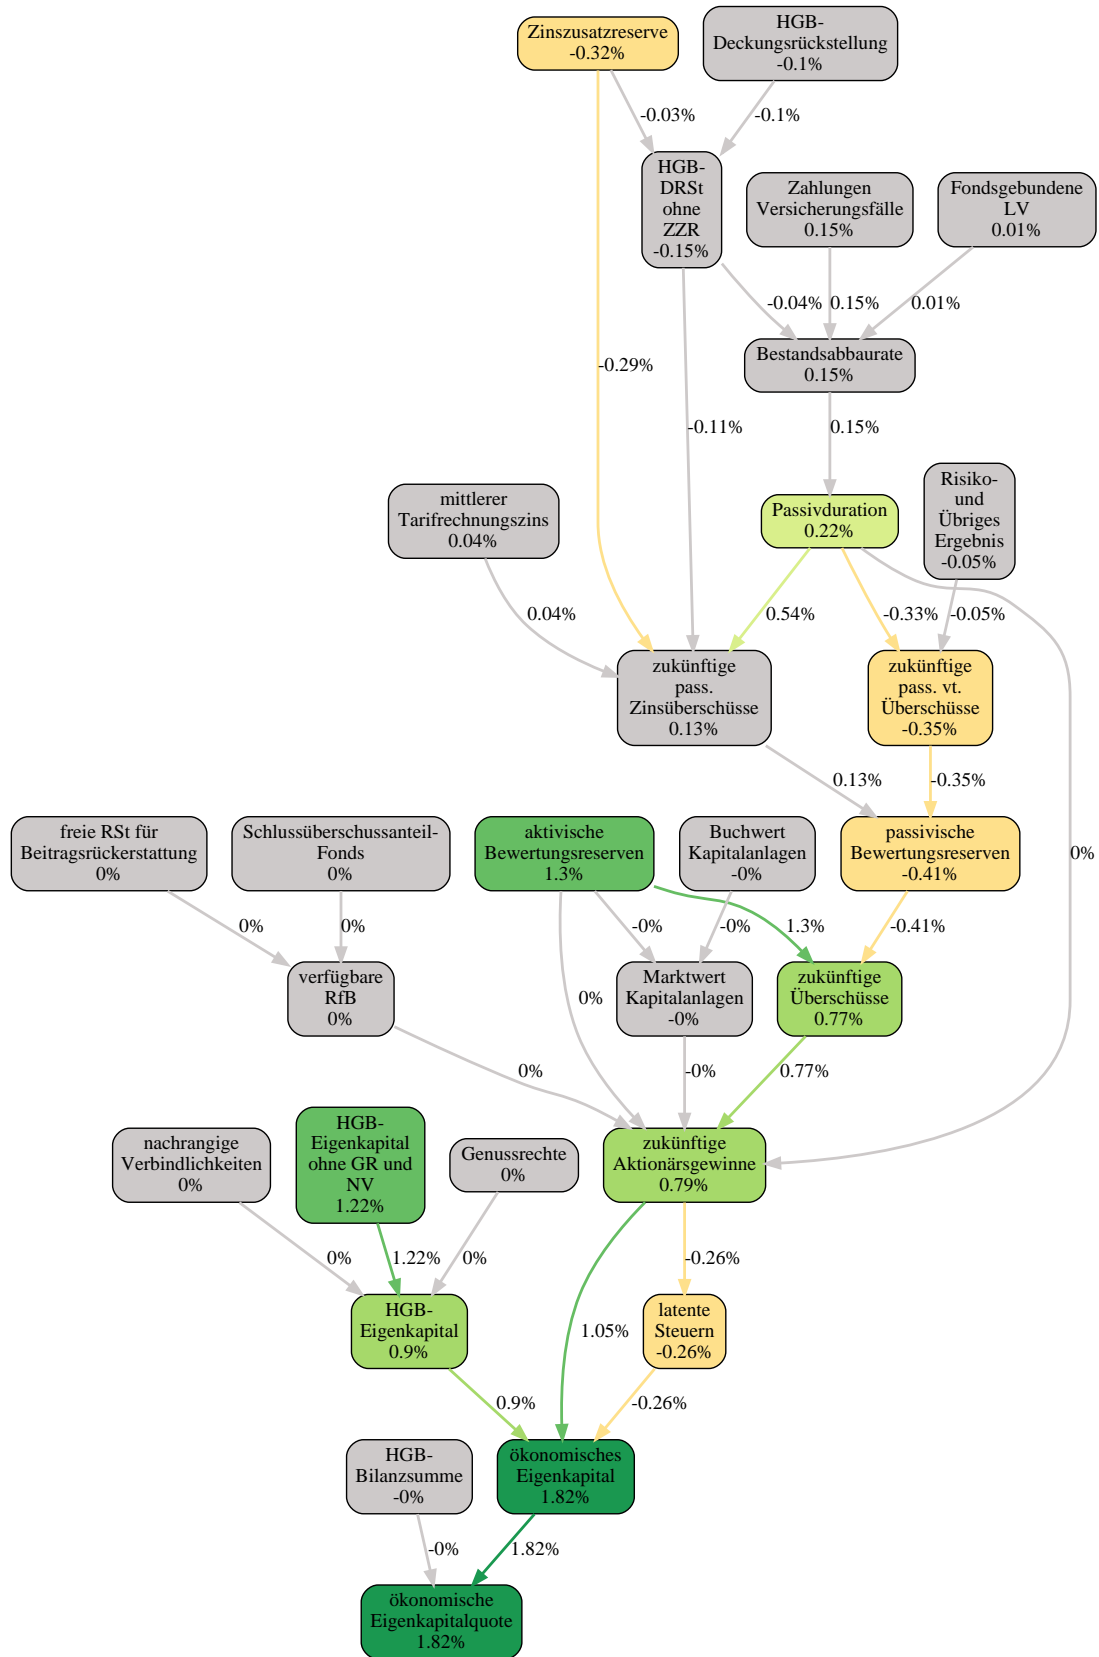 Zinszusatzreserve
-0.32%
HGB-
Deckungsrückstellung
-0.1%
-0.03%
-0.1%
HGB-
DRSt
ohne
ZZR
-0.15%
Zahlungen
Versicherungsfälle
0.15%
Fondsgebundene
LV
0.01%
-0.04%
0.15%
0.01%
-0.29%
Bestandsabbaurate
0.15%
-0.11%
0.15%
mittlerer
Tarifrechnungszins
0.04%
Passivduration
0.22%
Risiko-
und
Übriges
Ergebnis
-0.05%
0.04%
0.54%
-0.33%
-0.05%
zukünftige
pass.
Zinsüberschüsse
0.13%
zukünftige
pass. vt.
Überschüsse
-0.35%
0.13%
-0.35%
freie RSt für
Beitragsrückerstattung
0%
Schlussüberschussanteil-
Fonds
0%
aktivische
Bewertungsreserven
1.3%
Buchwert
Kapitalanlagen
-0%
passivische
Bewertungsreserven
-0.41%
0%
0%
0%
-0%
-0%
1.3%
-0.41%
verfügbare
RfB
0%
0%
Marktwert
Kapitalanlagen
-0%
zukünftige
Überschüsse
0.77%
0%
-0%
0.77%
nachrangige
Verbindlichkeiten
0%
HGB-
Eigenkapital
ohne GR und
NV
1.22%
Genussrechte
0%
zukünftige
Aktionärsgewinne
0.79%
0%
1.22%
0%
-0.26%
HGB-
Eigenkapital
0.9%
1.05%
latente
Steuern
-0.26%
0.9%
-0.26%
HGB-
Bilanzsumme
-0%
ökonomisches
Eigenkapital
1.82%
-0%
1.82%
ökonomische
Eigenkapitalquote
1.82%